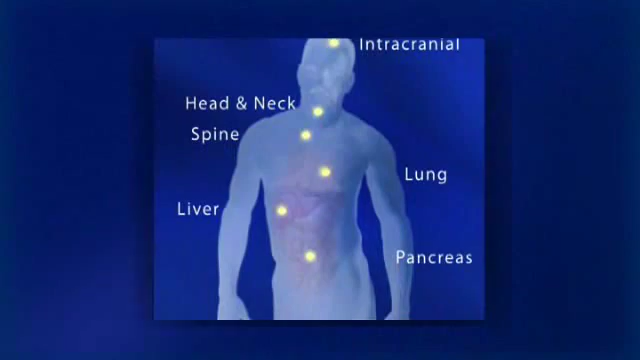 Intracranial
Head & Neck
Spine
Lung
Liver
Pancreas